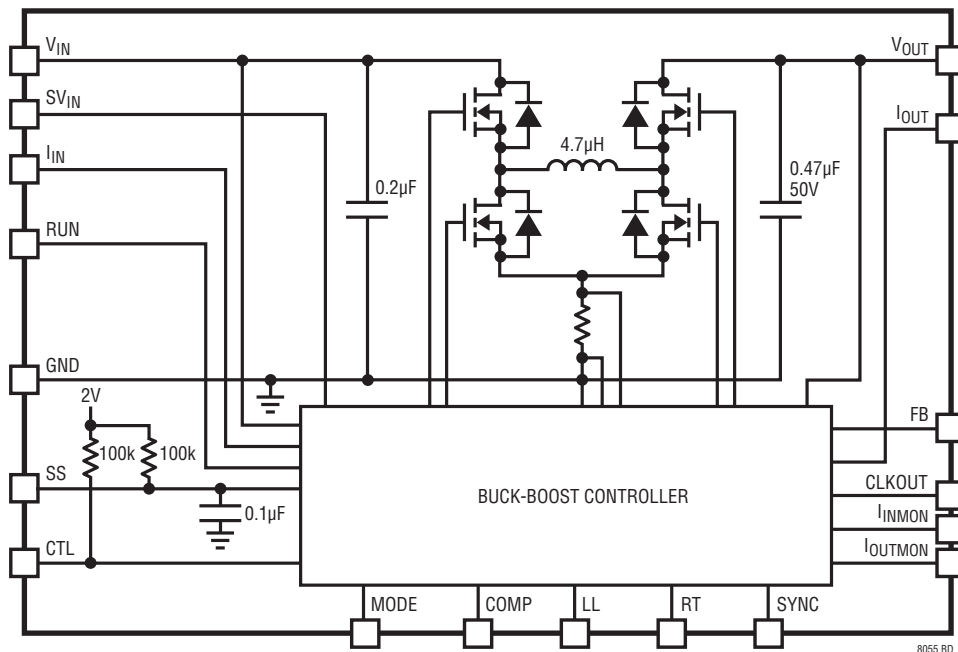 VIN
SVIN
IIN
RUN
GND
2V
100k
100k
SS
0.1µF
CTL
0.2µF
4.7µH
0.47µF
50V
VOUT
IOUT
BUCK-BOOST CONTROLLER
FB
CLKOUT
IINMON
IOUTMON
MODE
COMP
LL
RT
SYNC
8055 BD